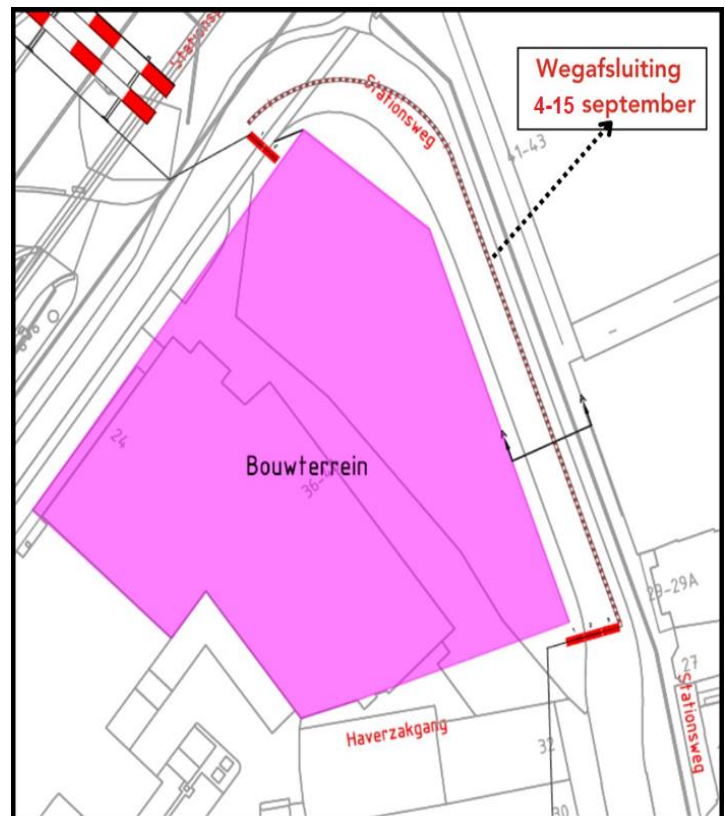 Stationsweg
Wegafsluiting
4-15 september
Stationsweg
41-43
24
Bouwterrein
A
A
29-29A
27
Stationsweg
Haverzakgang
32
30